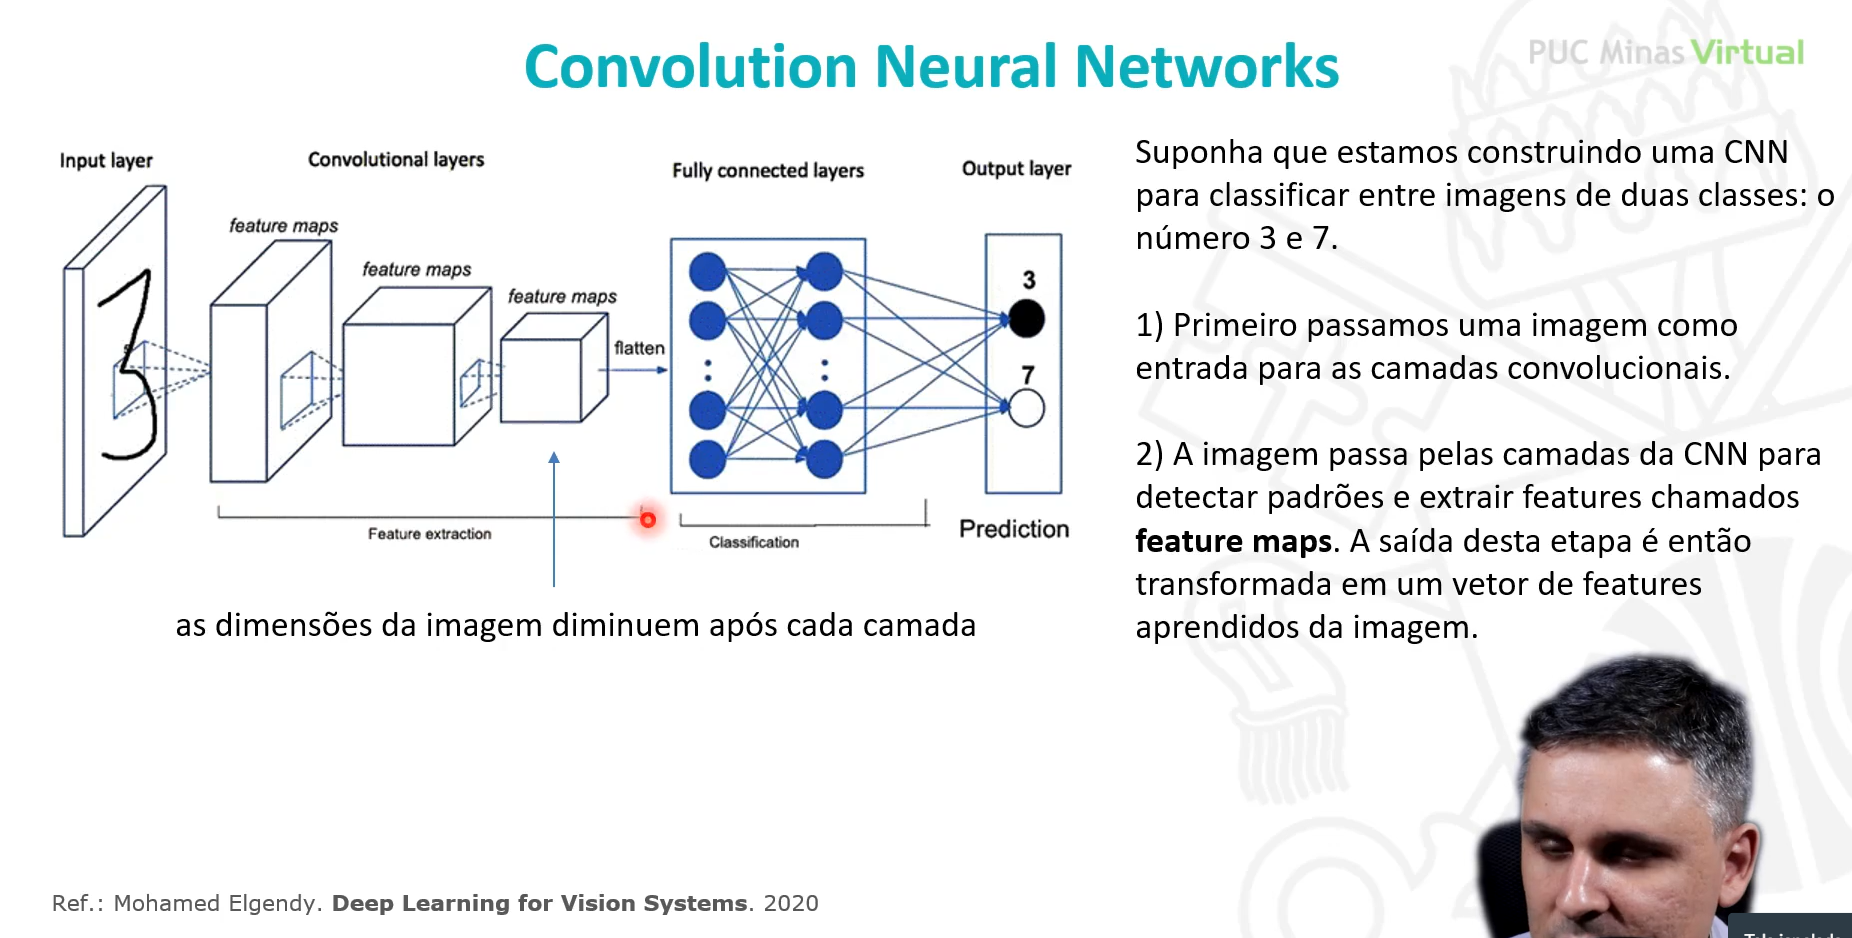 Convolution Neural Networks
PUC Minas Virtual
Input layer
Convolutional layers
Fully connected layers
Output layer
feature maps
feature maps
feature maps
flatten
3
7
3
Feature extraction
Classification
Prediction
as dimensões da imagem diminuem após cada camada
Suponha que estamos construindo uma CNN
para classificar entre imagens de duas classes: o
número 3 e 7.
1) Primeiro passamos uma imagem como
entrada para as camadas convolucionais.
2) A imagem passa pelas camadas da CNN para
detectar padrões e extrair features chamados
feature maps. A saída desta etapa é então
transformada em um vetor de features
aprendidos da imagem.
Ref.: Mohamed Elgendy. Deep Learning for Vision Systems. 2020